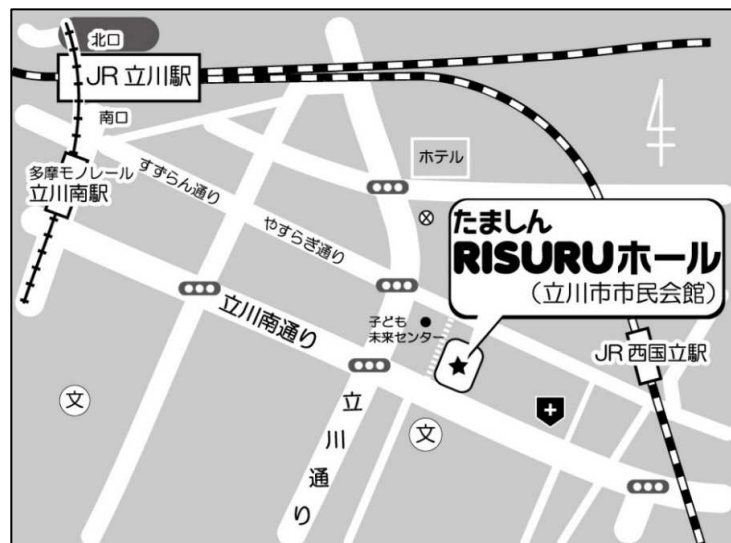 北口
JR 立川駅
南口
多摩モノレール
立川南駅
すずらん通り
やすらぎ通り
ホテル
たましん
RISURUホール
（立川市市民会館）
立川南通り
子ども
未来センター
JR 西国立駅
文
文
立川通り